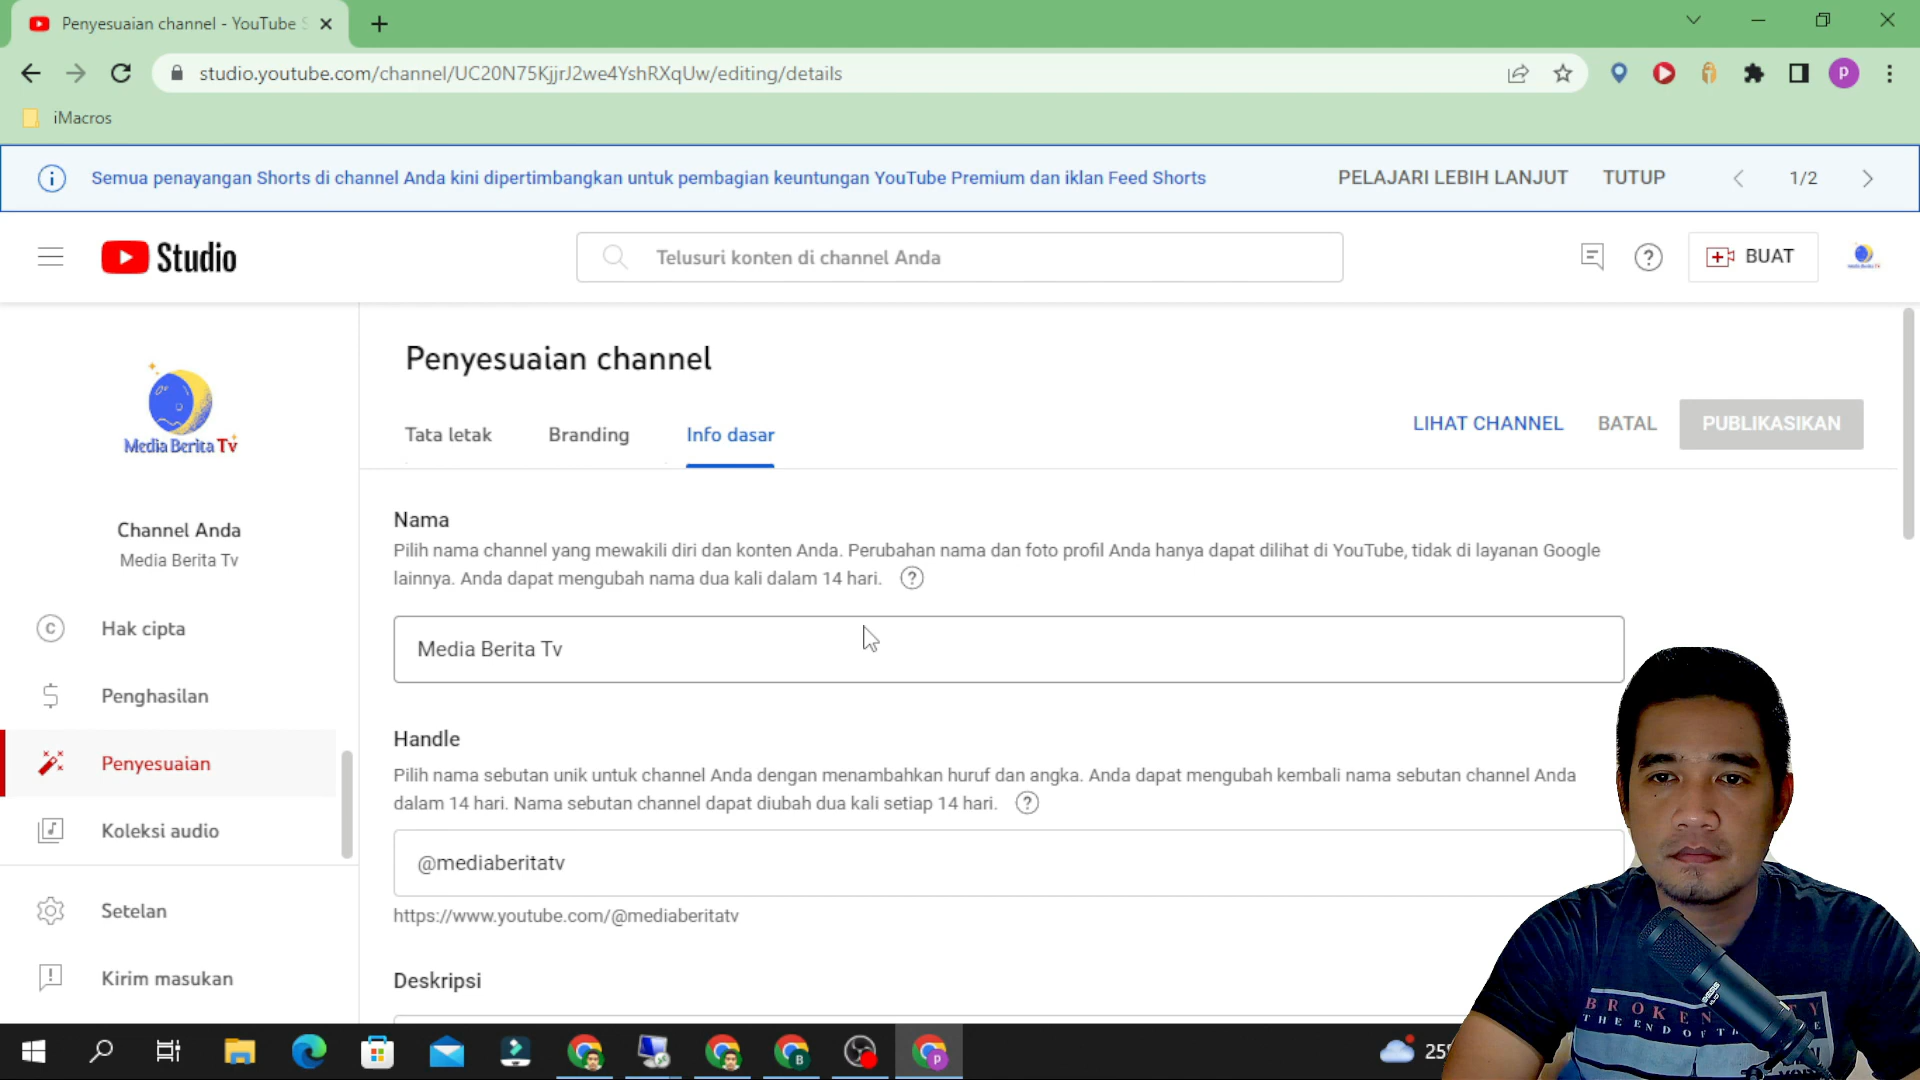 Penyesuaian channel - YouTube S
studio.youtube.com/channel/UC20N75KjjrJ2we4YshRXqUw/editing/details
P
iMacros
Semua penayangan Shorts di channel Anda kini dipertimbangkan untuk pembagian keuntungan YouTube Premium dan iklan Feed Shorts
PELAJARI LEBIH LANJUT
TUTUP
1/2
Studio
Telusuri konten di channel Anda
BUAT
Media Berita Tv
Channel Anda
Media Berita Tv
Hak cipta
Penghasilan
Penyesuaian
Koleksi audio
Setelan
Kirim masukan
Penyesuaian channel
Tata letak
Branding
Info dasar
LIHAT CHANNEL
BATAL
PUBLIKASIKAN
Nama
Pilih nama channel yang mewakili diri dan konten Anda. Perubahan nama dan foto profil Anda hanya dapat dilihat di YouTube, tidak di layanan Google
lainnya. Anda dapat mengubah nama dua kali dalam 14 hari.
Media Berita Tv
Handle
Pilih nama sebutan unik untuk channel Anda dengan menambahkan huruf dan angka. Anda dapat mengubah kembali nama sebutan channel Anda
dalam 14 hari. Nama sebutan channel dapat diubah dua kali setiap 14 hari.
@mediaberitatv
https://www.youtube.com/@mediaberitatv
Deskripsi
BROKEN
THE END OF
B
P
25°